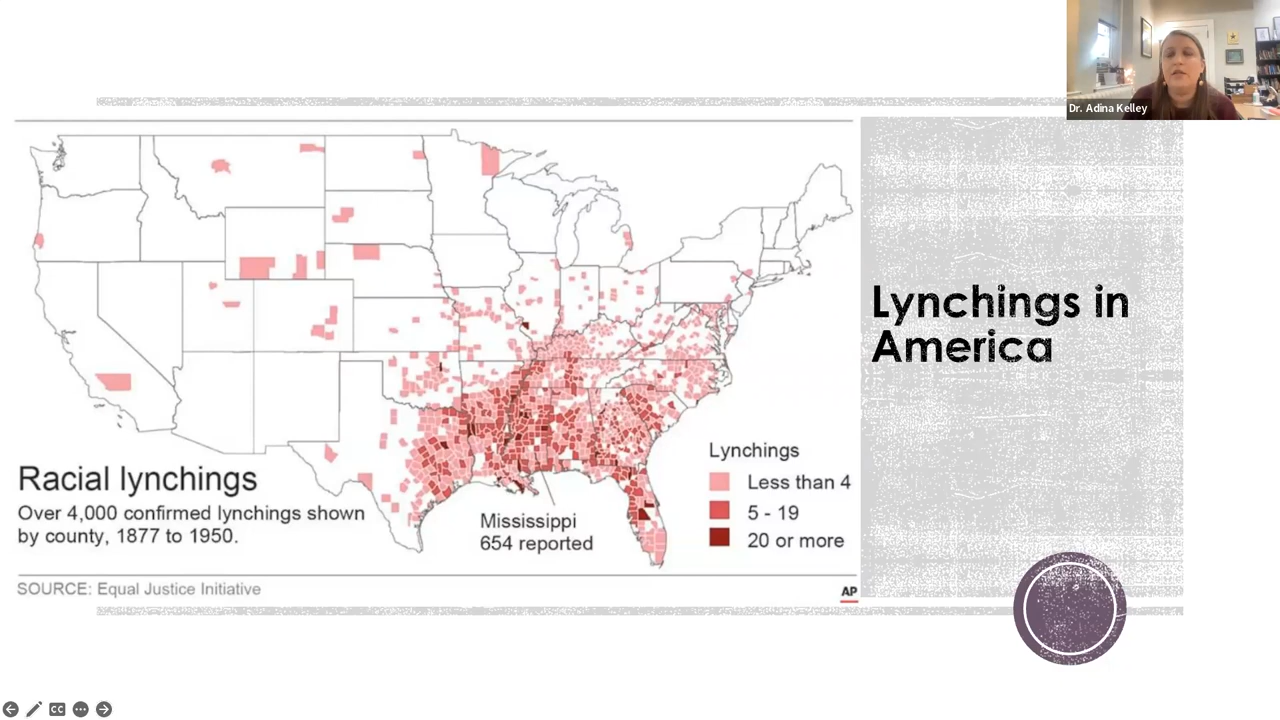 Dr. Adina Kelley
Lynchings in
America
Racial lynchings
Over 4,000 confirmed lynchings shown
by county, 1877 to 1950.
Mississippi
654 reported
Lynchings
Less than 4
5 - 19
20 or more
SOURCE: Equal Justice Initiative
AP
CC